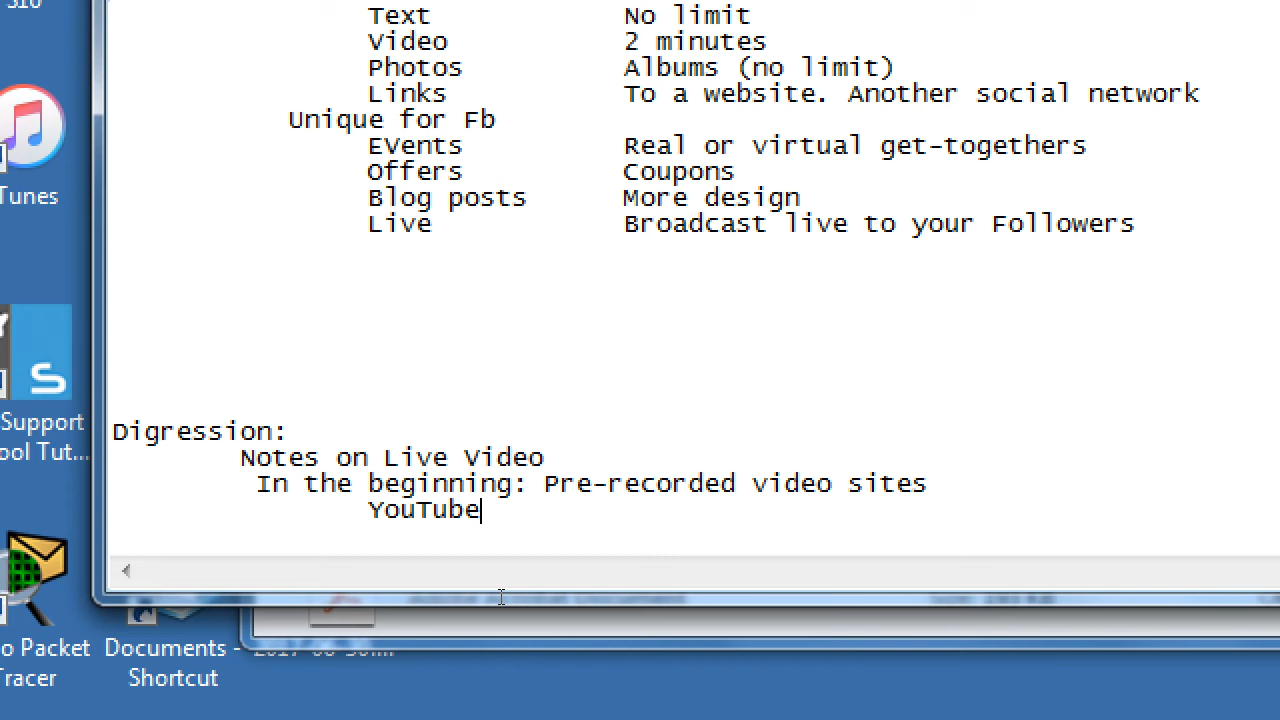 Text No limit
Video 2 minutes
Photos Albums (no limit)
Links To a website. Another social network
Unique for Fb
EVents Real or virtual get-togethers
Offers Coupons
Blog posts More design
Live Broadcast live to your Followers
Digression:
Notes on Live Video
In the beginning: Pre-recorded video sites
YouTube
Tunes
S
Support
ool Tut...
o Packet
Tracer
Documents -
Shortcut
Adobe Acrobat Document